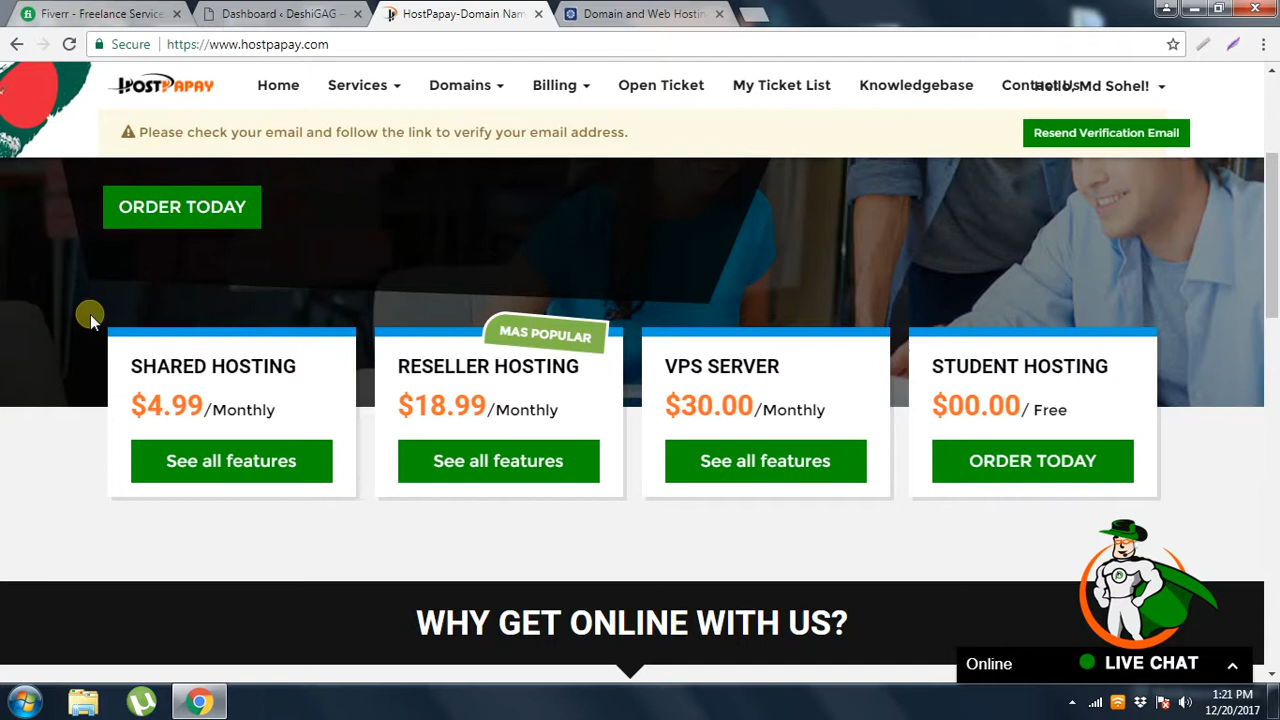 Fiverr - Freelance Service
Dashboard ‹ DeshiGAG —
HostPapay-Domain Nam
Domain and Web Hosti
Secure
https://www.hostpapay.com
HOSTPAPAY
Home
Services
Domains
Billing
Open Ticket
My Ticket List
Knowledgebase
Contact Us
Hello, Md Sohel!
Please check your email and follow the link to verify your email address.
Resend Verification Email
ORDER TODAY
MAS POPULAR
SHARED HOSTING
$4.99/Monthly
See all features
RESELLER HOSTING
$18.99/Monthly
See all features
VPS SERVER
$30.00/Monthly
See all features
STUDENT HOSTING
$00.00/ Free
ORDER TODAY
WHY GET ONLINE WITH US?
Online
LIVE CHAT
1:21 PM
12/20/2017